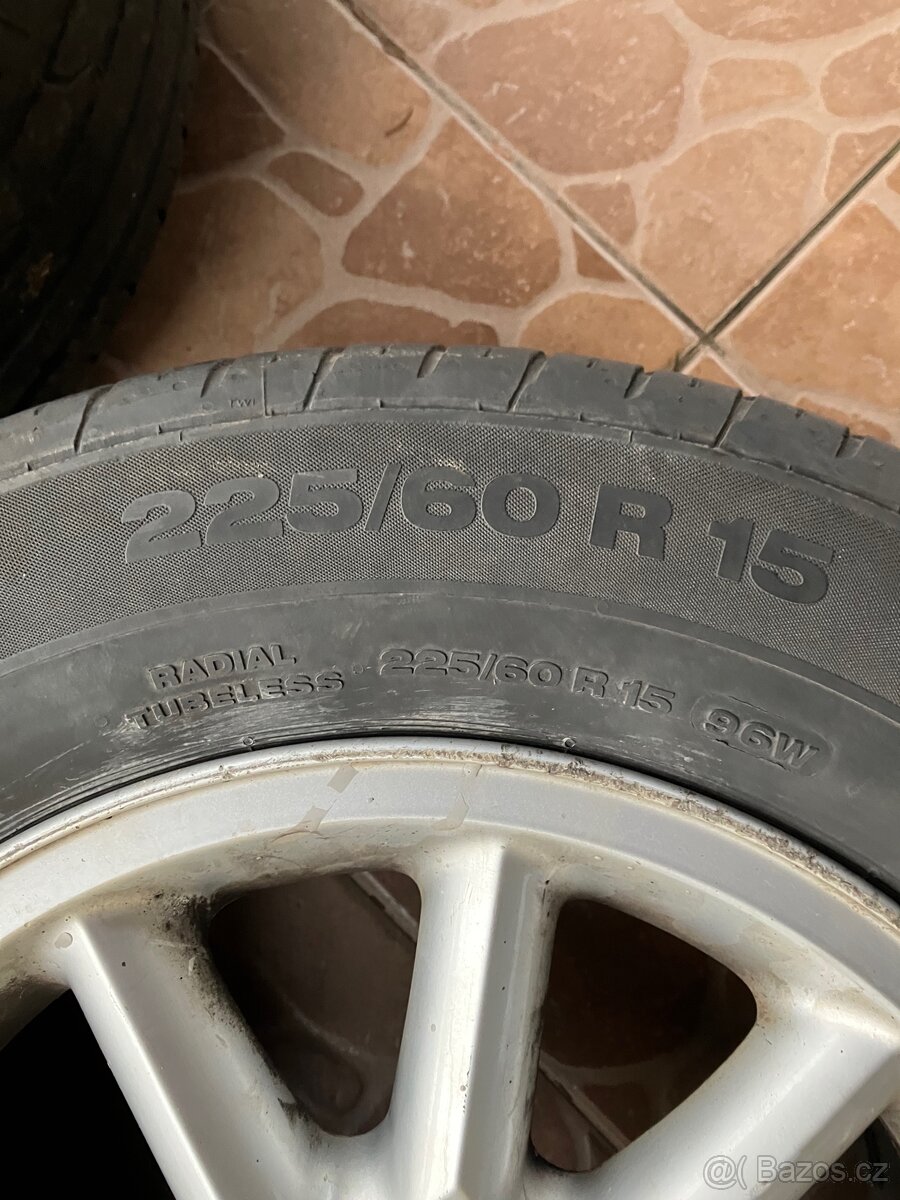 TWI
225/60 R 15
RADIAL
TUBELESS
225/60 R 15 96W
@( Bazos.cz